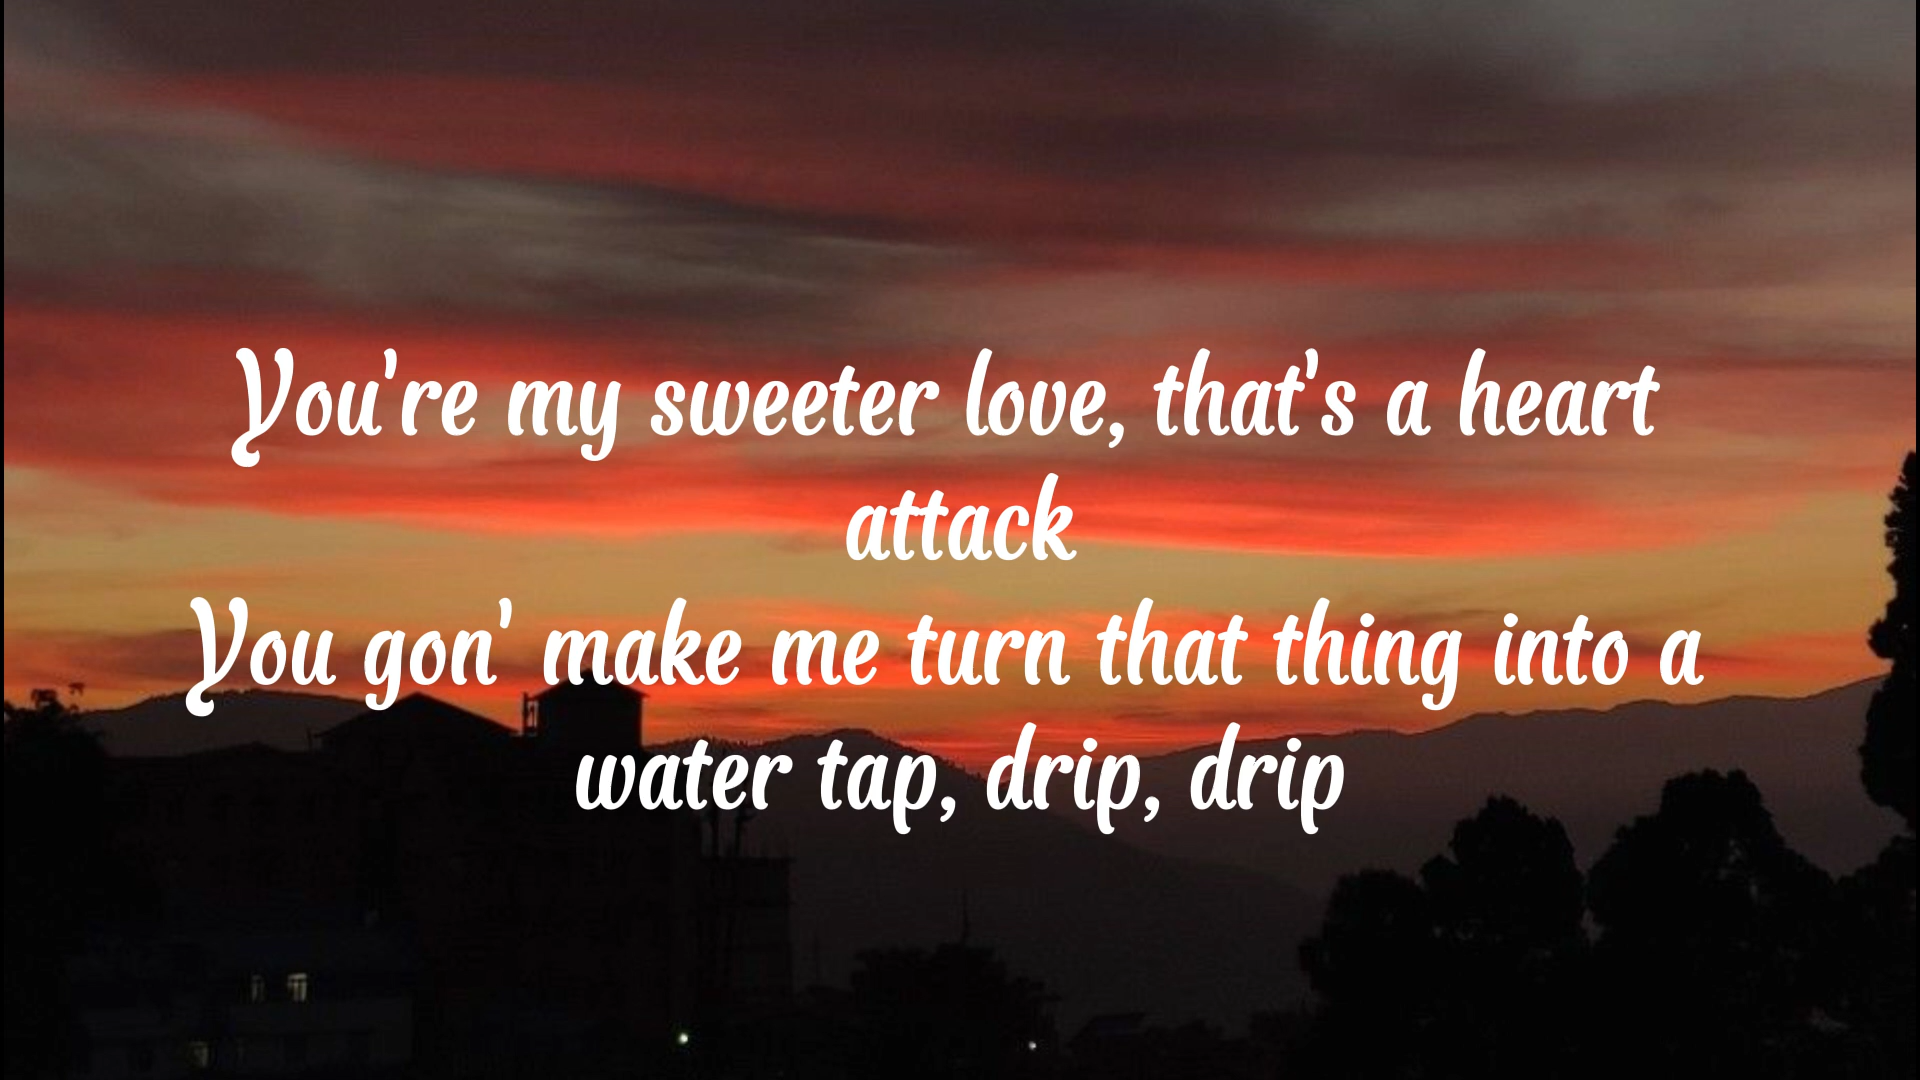 You're my sweeter love, that's a heart
attack
You gon' make me turn that thing into a
water tap, drip, drip